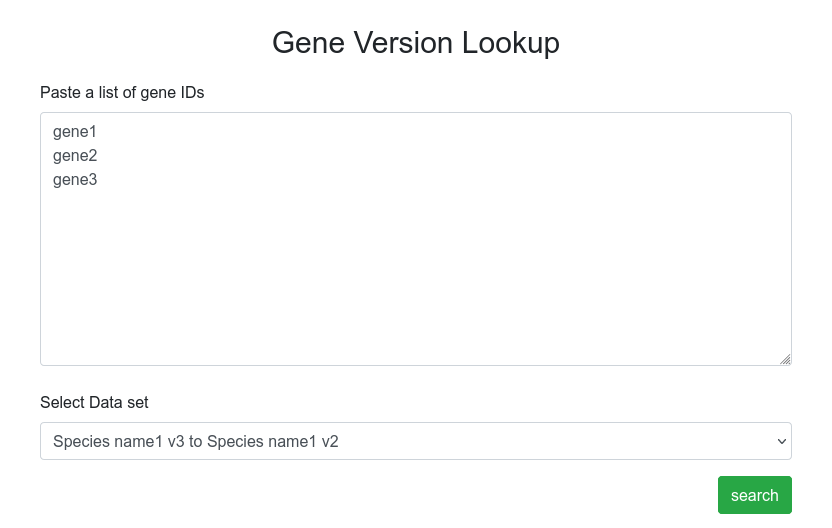 Gene Version Lookup
Paste a list of gene IDs
gene1
gene2
gene3
Select Data set
Species name1 v3 to Species name1 v2
search